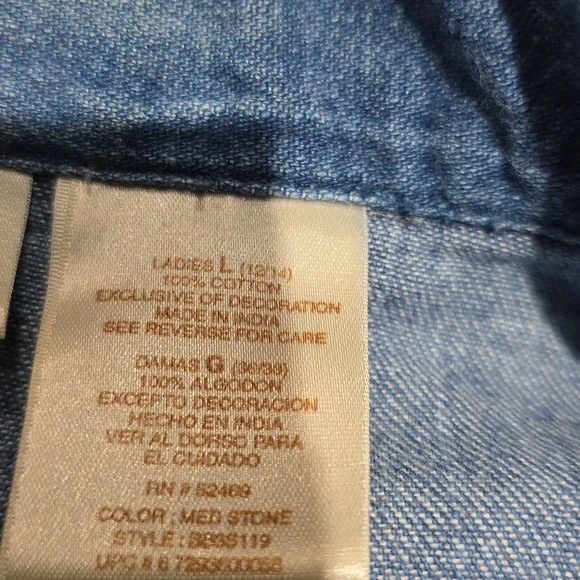 LADIES L (12/14)
100% COTTON
EXCLUSIVE OF DECORATION
MADE IN INDIA
SEE REVERSE FOR CARE
DAMAS G (36/38)
100% ALGODON
EXCEPTO DECORACION
HECHO EN INDIA
VER AL DORSO PARA
EL CUIDADO
RN # 52469
COLOR : MED STONE
STYLE :
UPC #